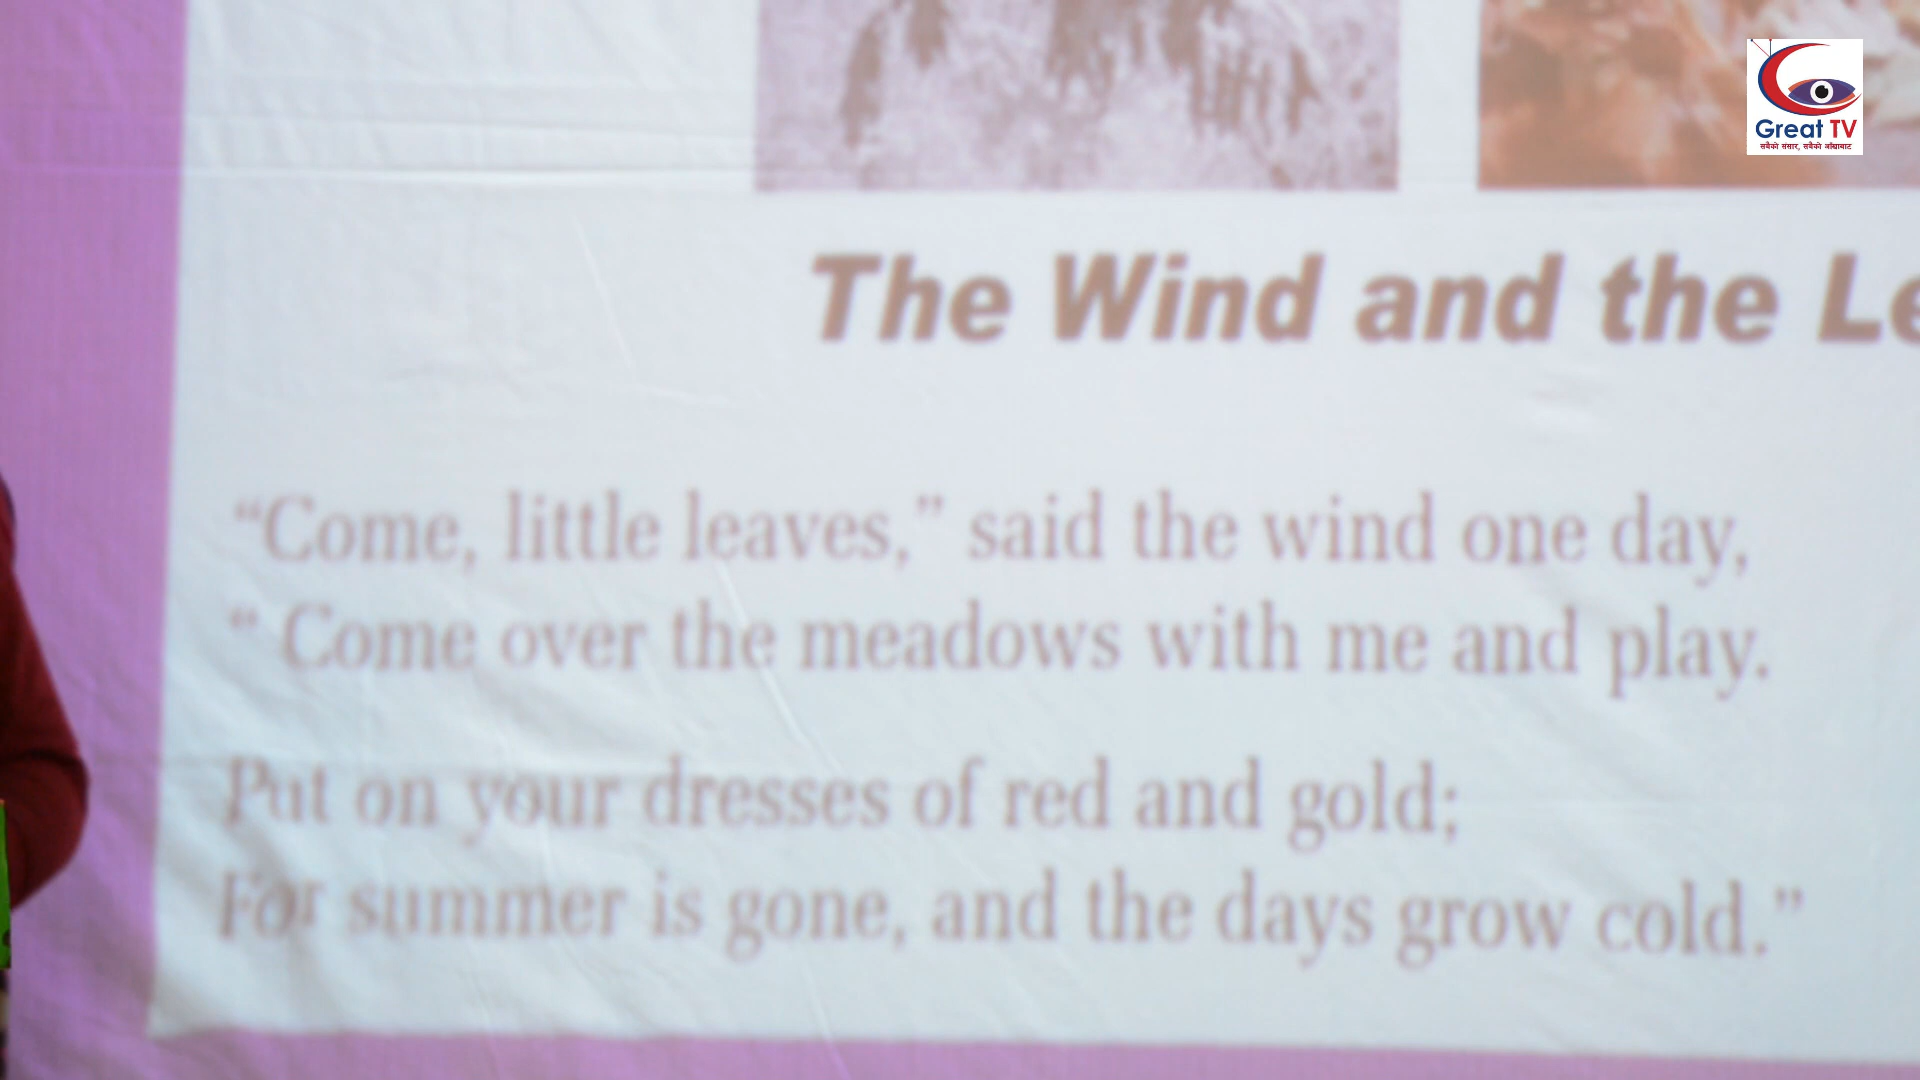 Great TV
सबैको संसार, सबैको आँखाबाट
The Wind and the Le
“Come, little leaves,” said the wind one day,
“ Come over the meadows with me and play.
Put on your dresses of red and gold;
For summer is gone, and the days grow cold.”